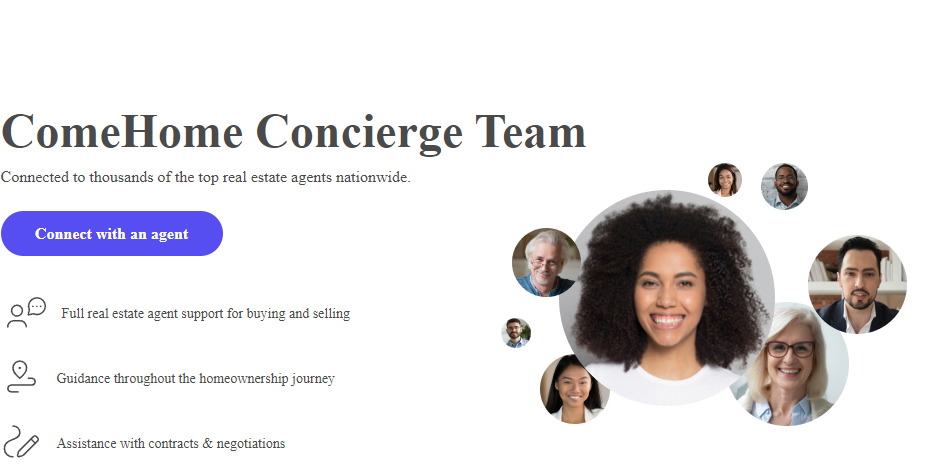 ComeHome Concierge Team
Connected to thousands of the top real estate agents nationwide.
Connect with an agent
Full real estate agent support for buying and selling
Guidance throughout the homeownership journey
Assistance with contracts & negotiations